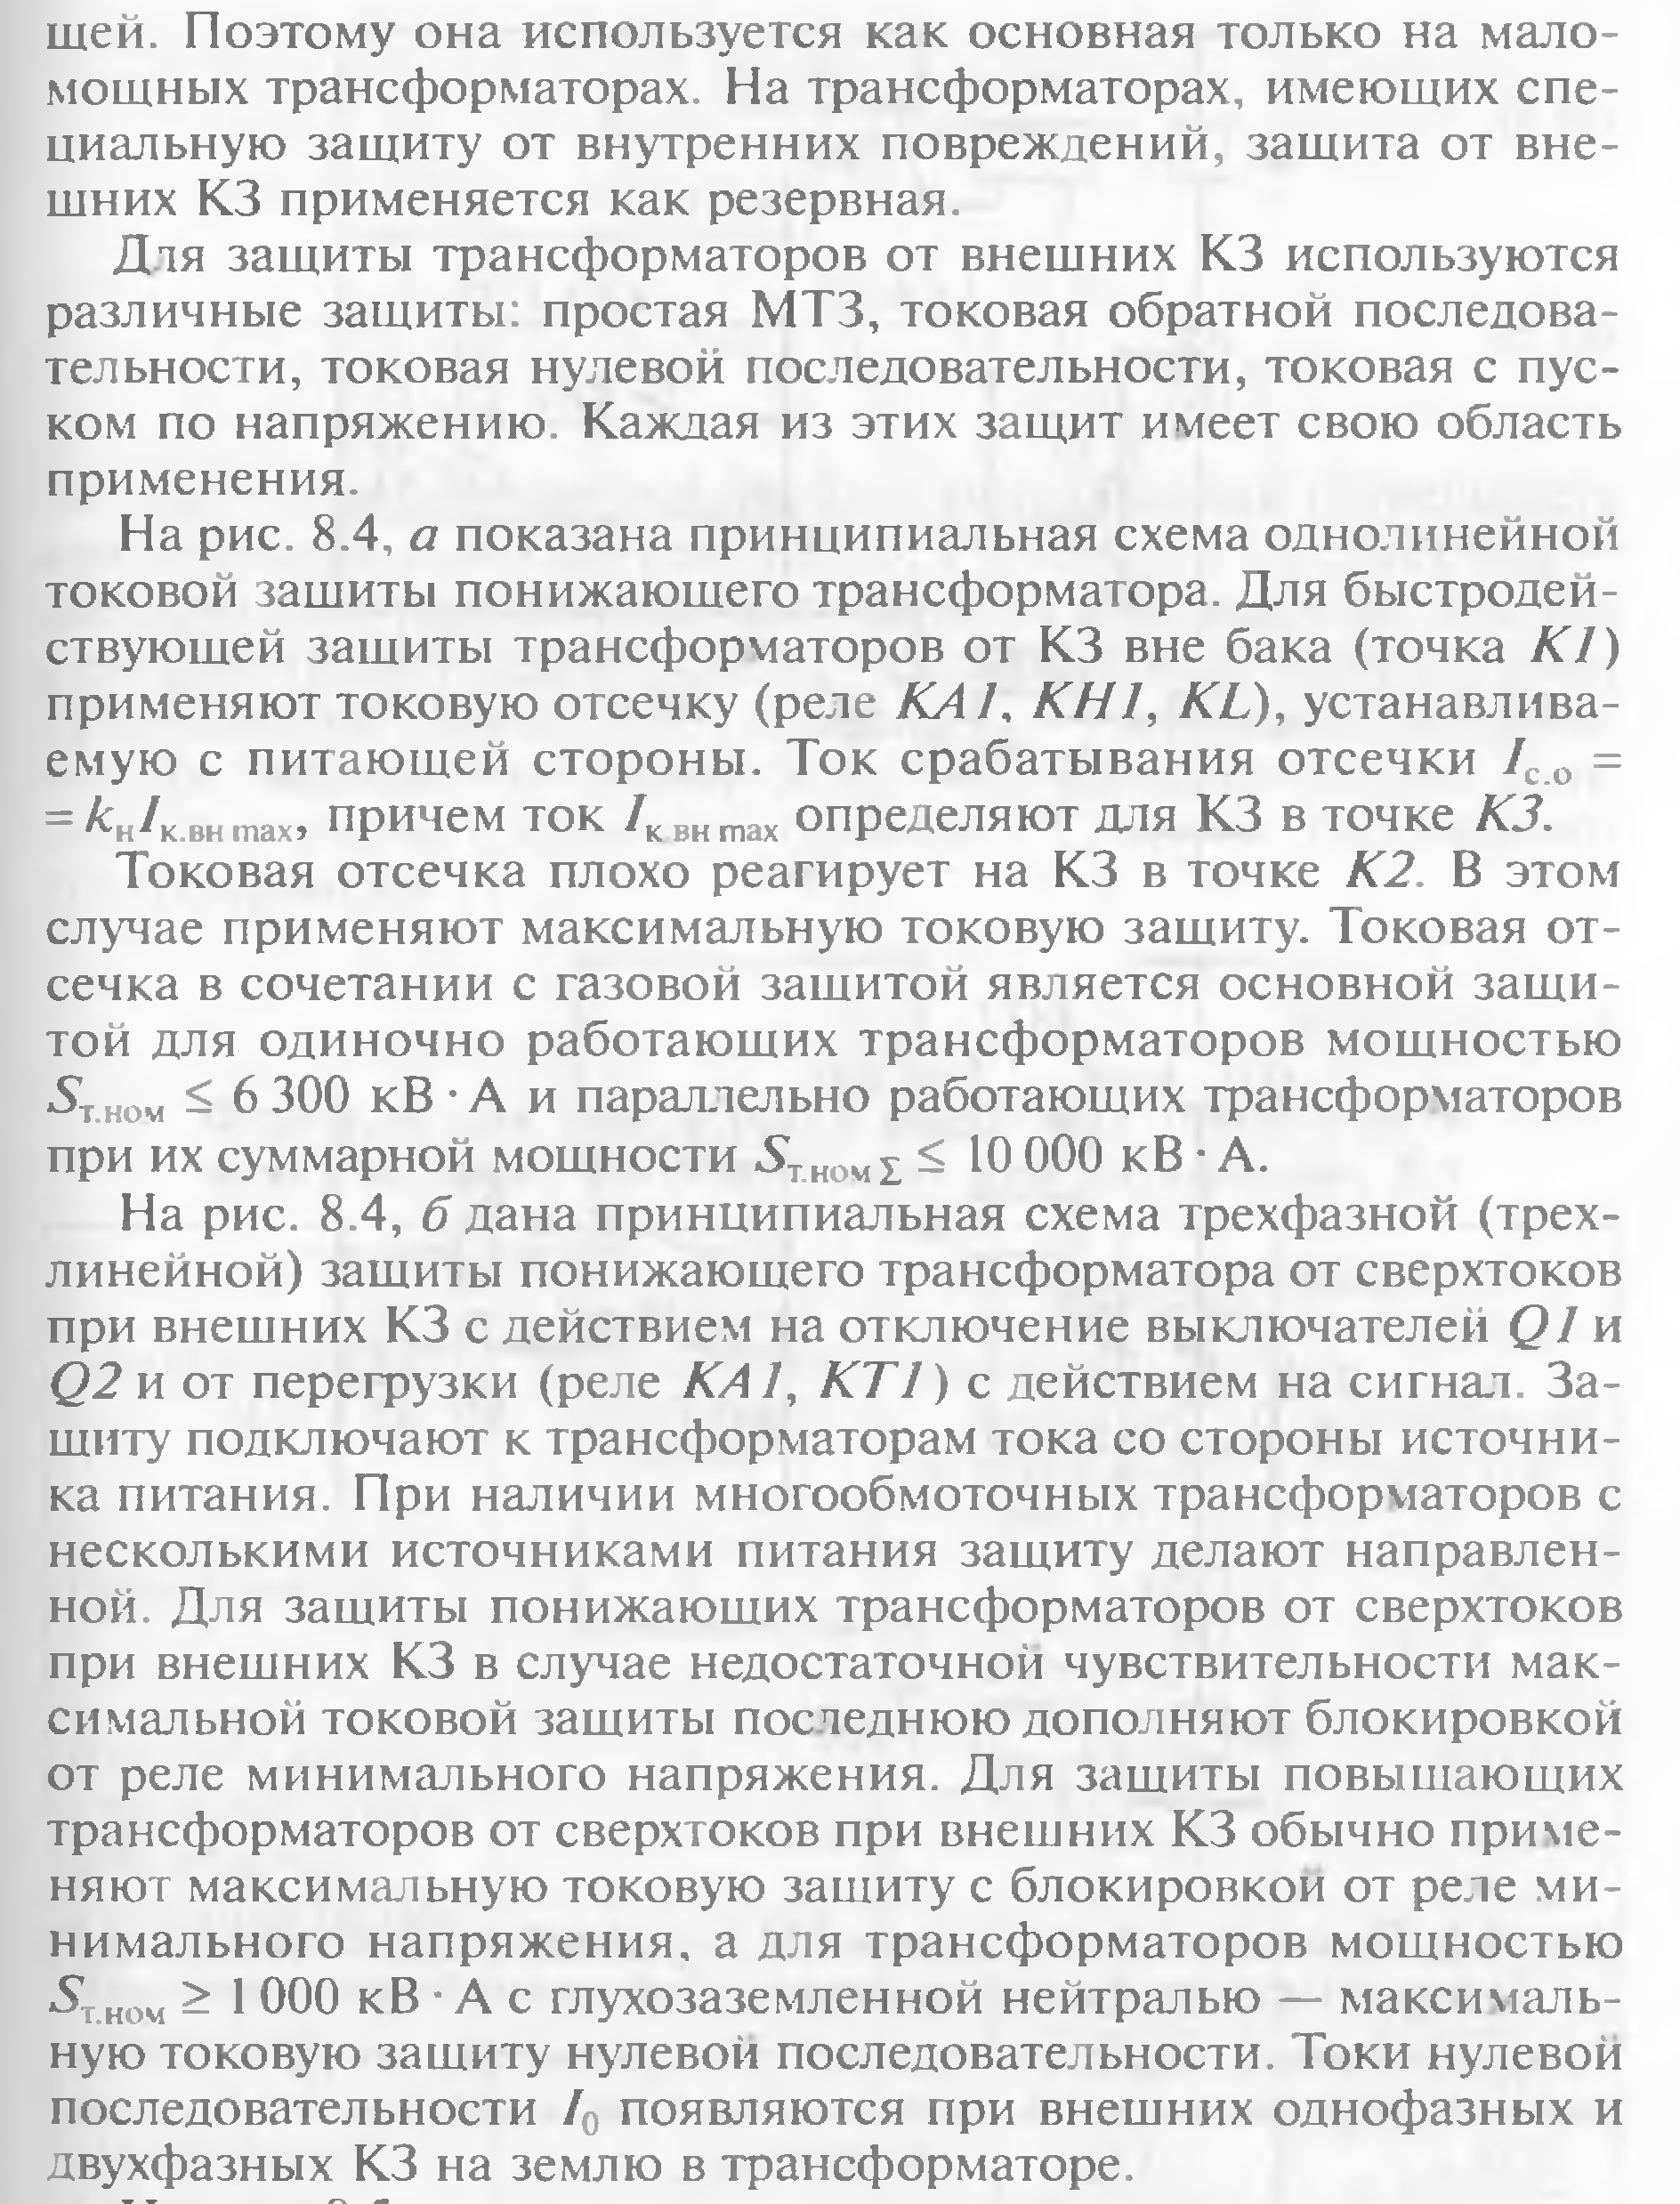 щей. Поэтому она используется как основная только на мало-
мощных трансформаторах. На трансформаторах, имеющих спе-
циальную защиту от внутренних повреждений, защита от вне-
шних КЗ применяется как резервная.
Для защиты трансформаторов от внешних КЗ используются
различные защиты: простая МТЗ, токовая обратной последова-
тельности, токовая нулевой последовательности, токовая с пус-
ком по напряжению. Каждая из этих защит имеет свою область
применения.
На рис. 8.4, а показана принципиальная схема однолинейной
токовой защиты понижающего трансформатора. Для быстродей-
ствующей защиты трансформаторов от КЗ вне бака (точка K1)
применяют токовую отсечку (реле KA1, KH1, KL), устанавлива-
емую с питающей стороны. Ток срабатывания отсечки I с.о =
= k н I к.вн max, причем ток I к.вн max определяют для КЗ в точке K3.
Токовая отсечка плохо реагирует на КЗ в точке K2. В этом
случае применяют максимальную токовую защиту. Токовая от-
сечка в сочетании с газовой защитой является основной защи-
той для одиночно работающих трансформаторов мощностью
S т.ном ≤ 6 300 кВ · А и параллельно работающих трансформаторов
при их суммарной мощности S т.ном Σ ≤ 10 000 кВ · А.
На рис. 8.4, б дана принципиальная схема трехфазной (трех-
линейной) защиты понижающего трансформатора от сверхтоков
при внешних КЗ с действием на отключение выключателей Q1 и
Q2 и от перегрузки (реле KA1, KT1) с действием на сигнал. За-
щиту подключают к трансформаторам тока со стороны источни-
ка питания. При наличии многообмоточных трансформаторов с
несколькими источниками питания защиту делают направлен-
ной. Для защиты понижающих трансформаторов от сверхтоков
при внешних КЗ в случае недостаточной чувствительности мак-
симальной токовой защиты последнюю дополняют блокировкой
от реле минимального напряжения. Для защиты повышающих
трансформаторов от сверхтоков при внешних КЗ обычно приме-
няют максимальную токовую защиту с блокировкой от реле ми-
нимального напряжения, а для трансформаторов мощностью
S т.ном ≥ 1 000 кВ · А с глухозаземленной нейтралью — максималь-
ную токовую защиту нулевой последовательности. Токи нулевой
последовательности I 0 появляются при внешних однофазных и
двухфазных КЗ на землю в трансформаторе.